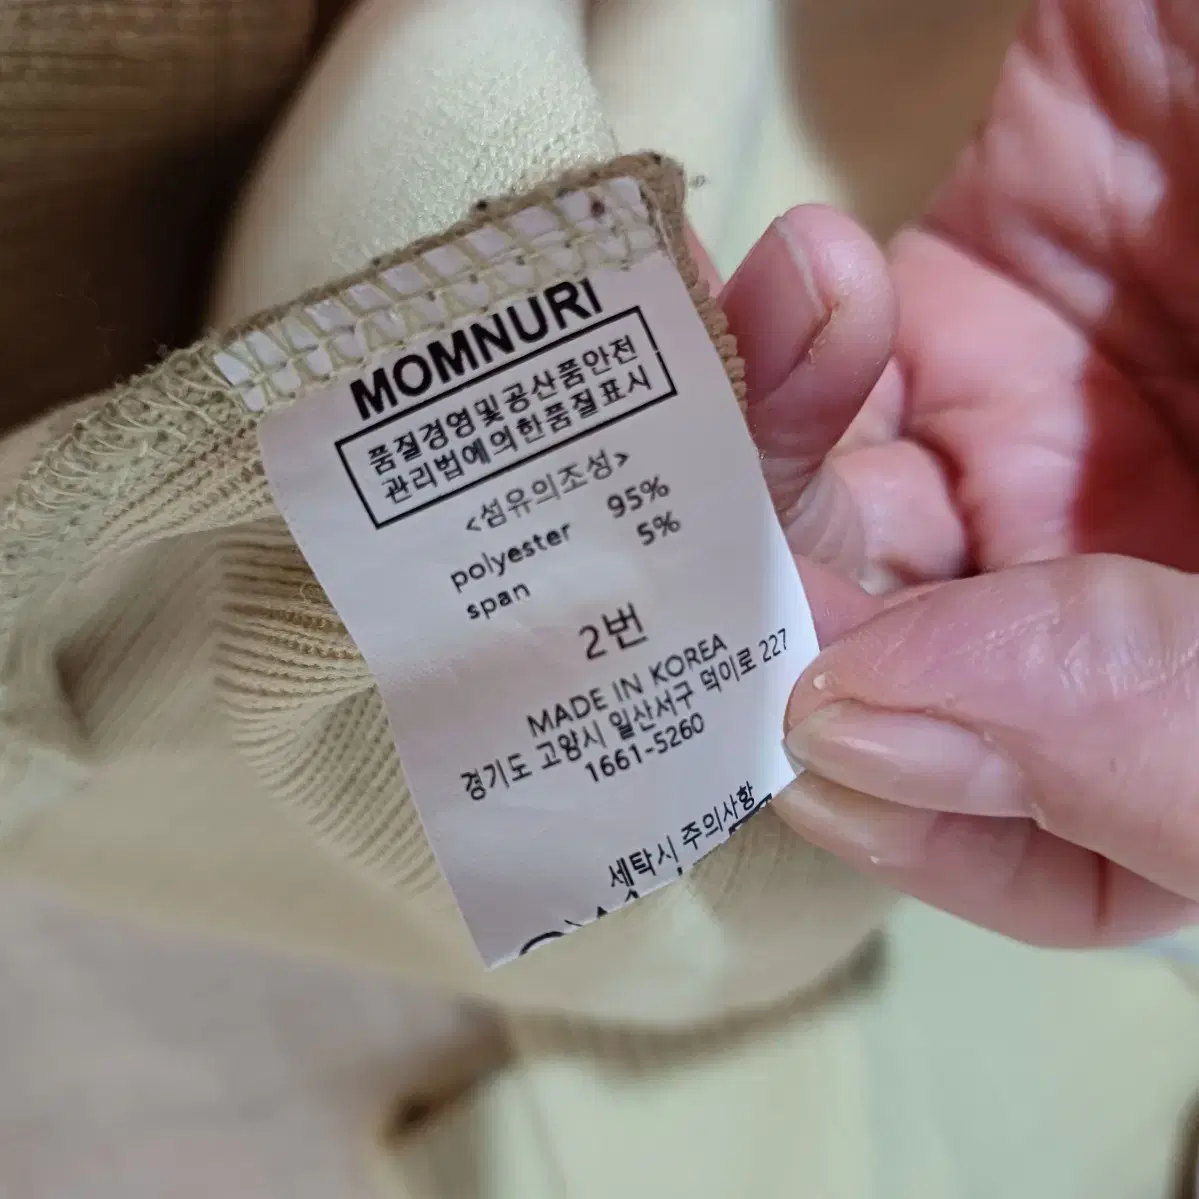 MOMNURI
품질경영및공산품안전
관리법에의한품질표시
<섬유의조성>
polyester 95%
span 5%
2번
MADE IN KOREA
경기도 고양시 일산서구 덕이로 227
1661-5260
세탁시 주의사항